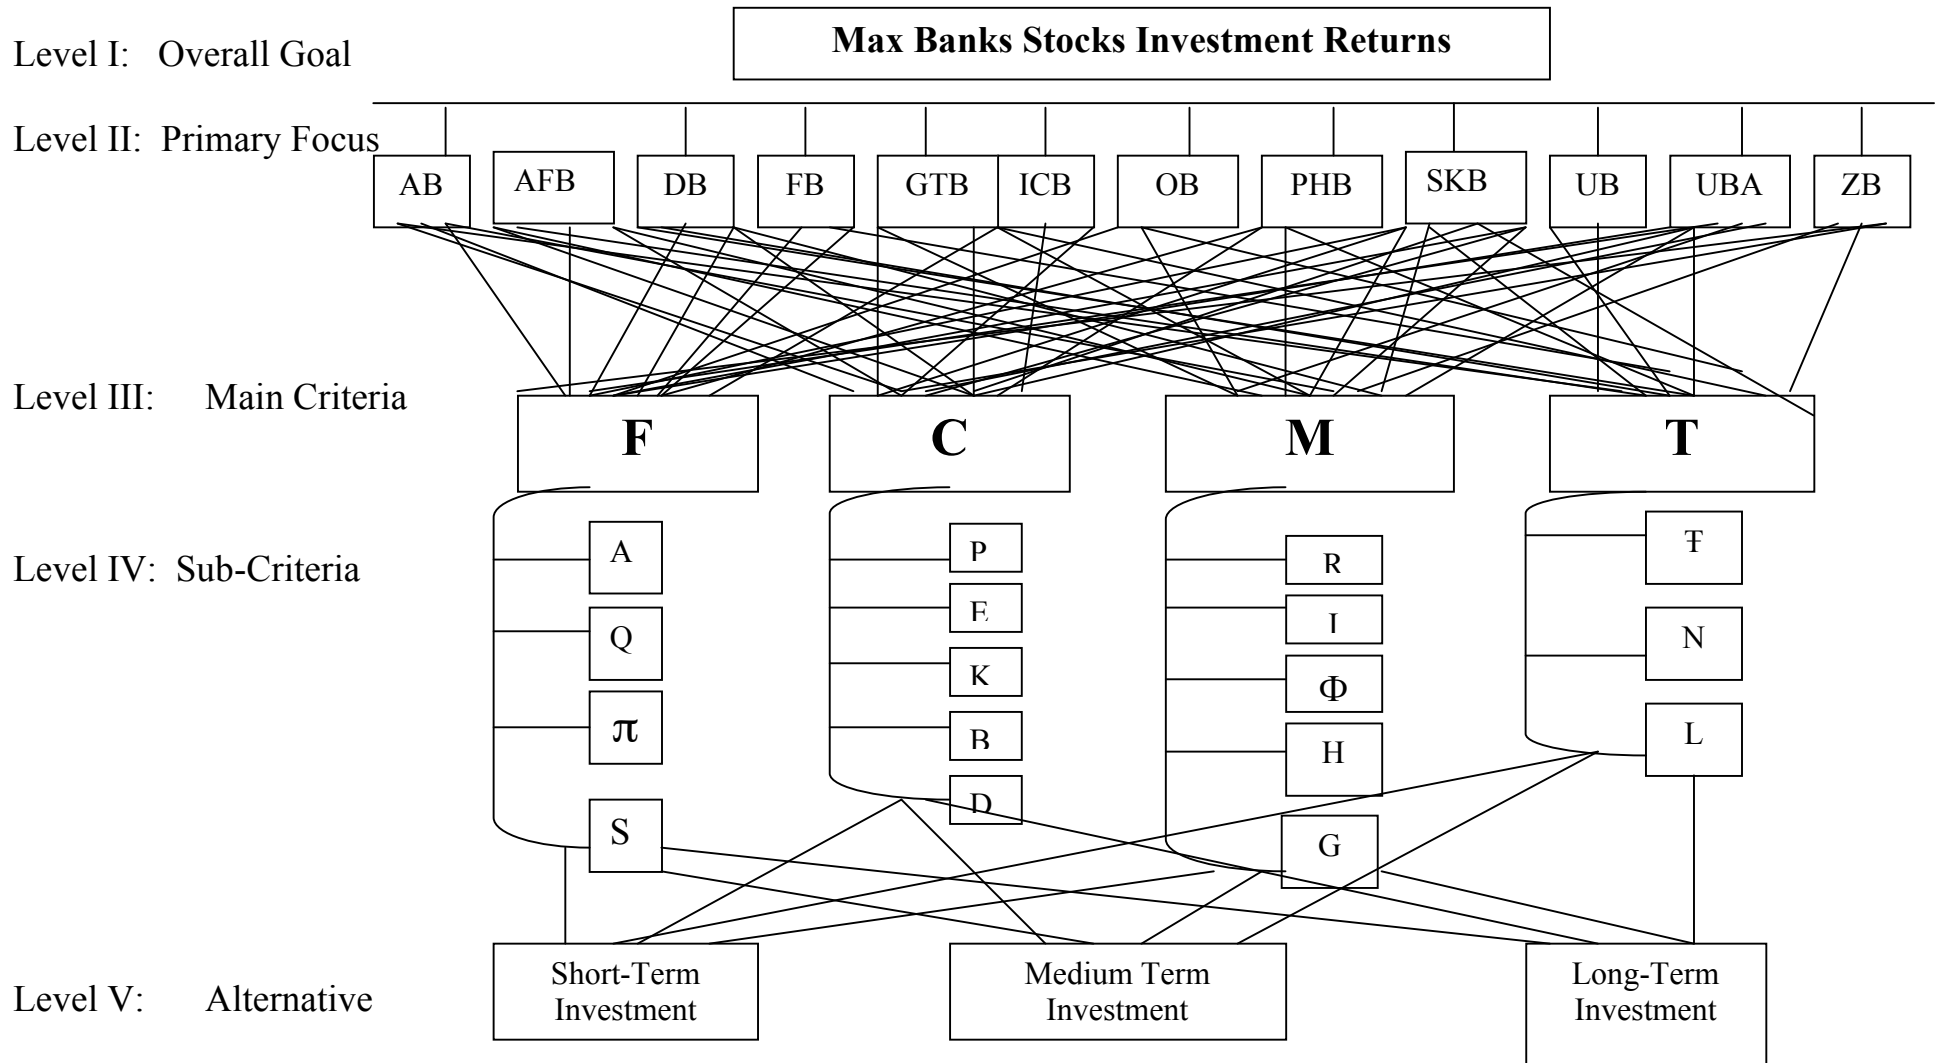 Max Banks Stocks Investment Returns
Level I: Overall Goal
Level II: Primary Focus
AB AFB DB FB GTB ICB OB PHB SKB UB UBA ZB
Level III: Main Criteria
F C M T
Level IV: Sub-Criteria
A
Q
π
S
P
E
K
B
D
R
I
Φ
H
G
Ŧ
N
L
Level V: Alternative
Short-Term
Investment
Medium Term
Investment
Long-Term
Investment